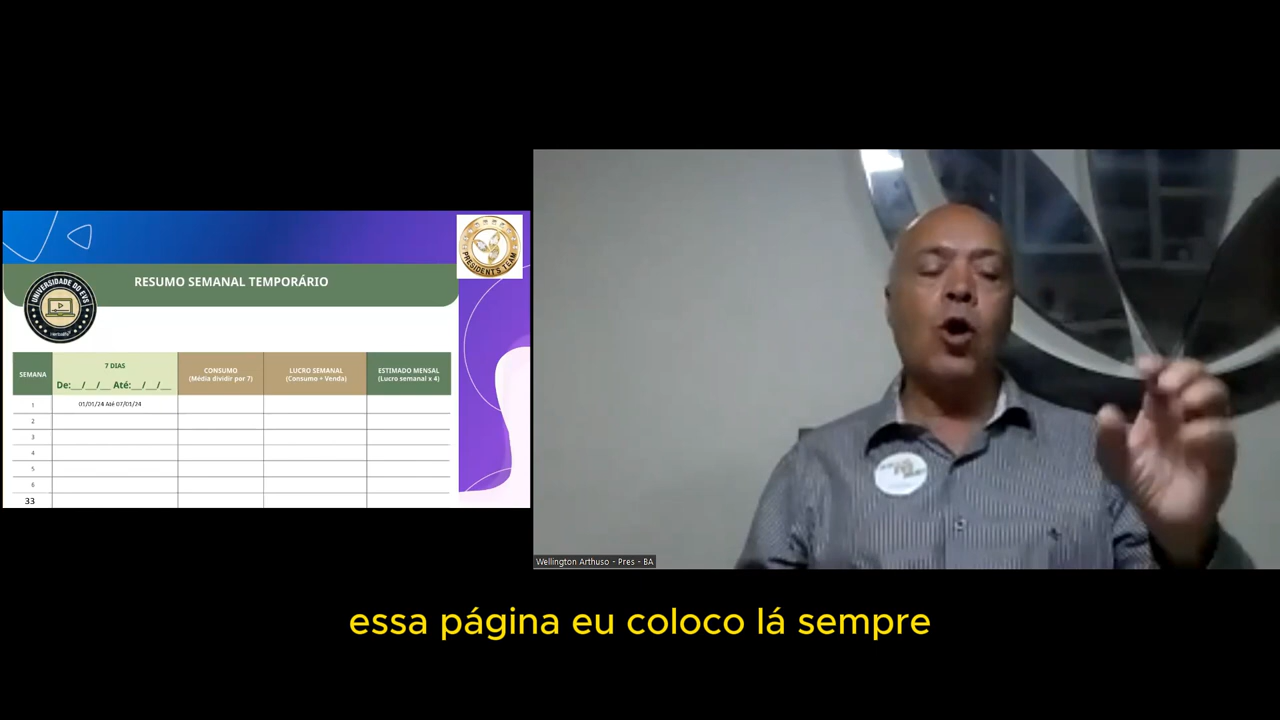 PRESIDENT'S TEAM
RESUMO SEMANAL TEMPORÁRIO
UNIVERSIDADE DO EVS
SEMANA
7 DIAS
De:__/__/__ Até:__/__/__
CONSUMO
(Média dividir por 7)
LUCRO SEMANAL
(Consumo + Venda)
ESTIMADO MENSAL
(Lucro semanal x 4)
1
01/01/24 Até 07/01/24
2
3
4
5
6
33
Wellington Arthuso - Pres - BA
essa página eu coloco lá sempre